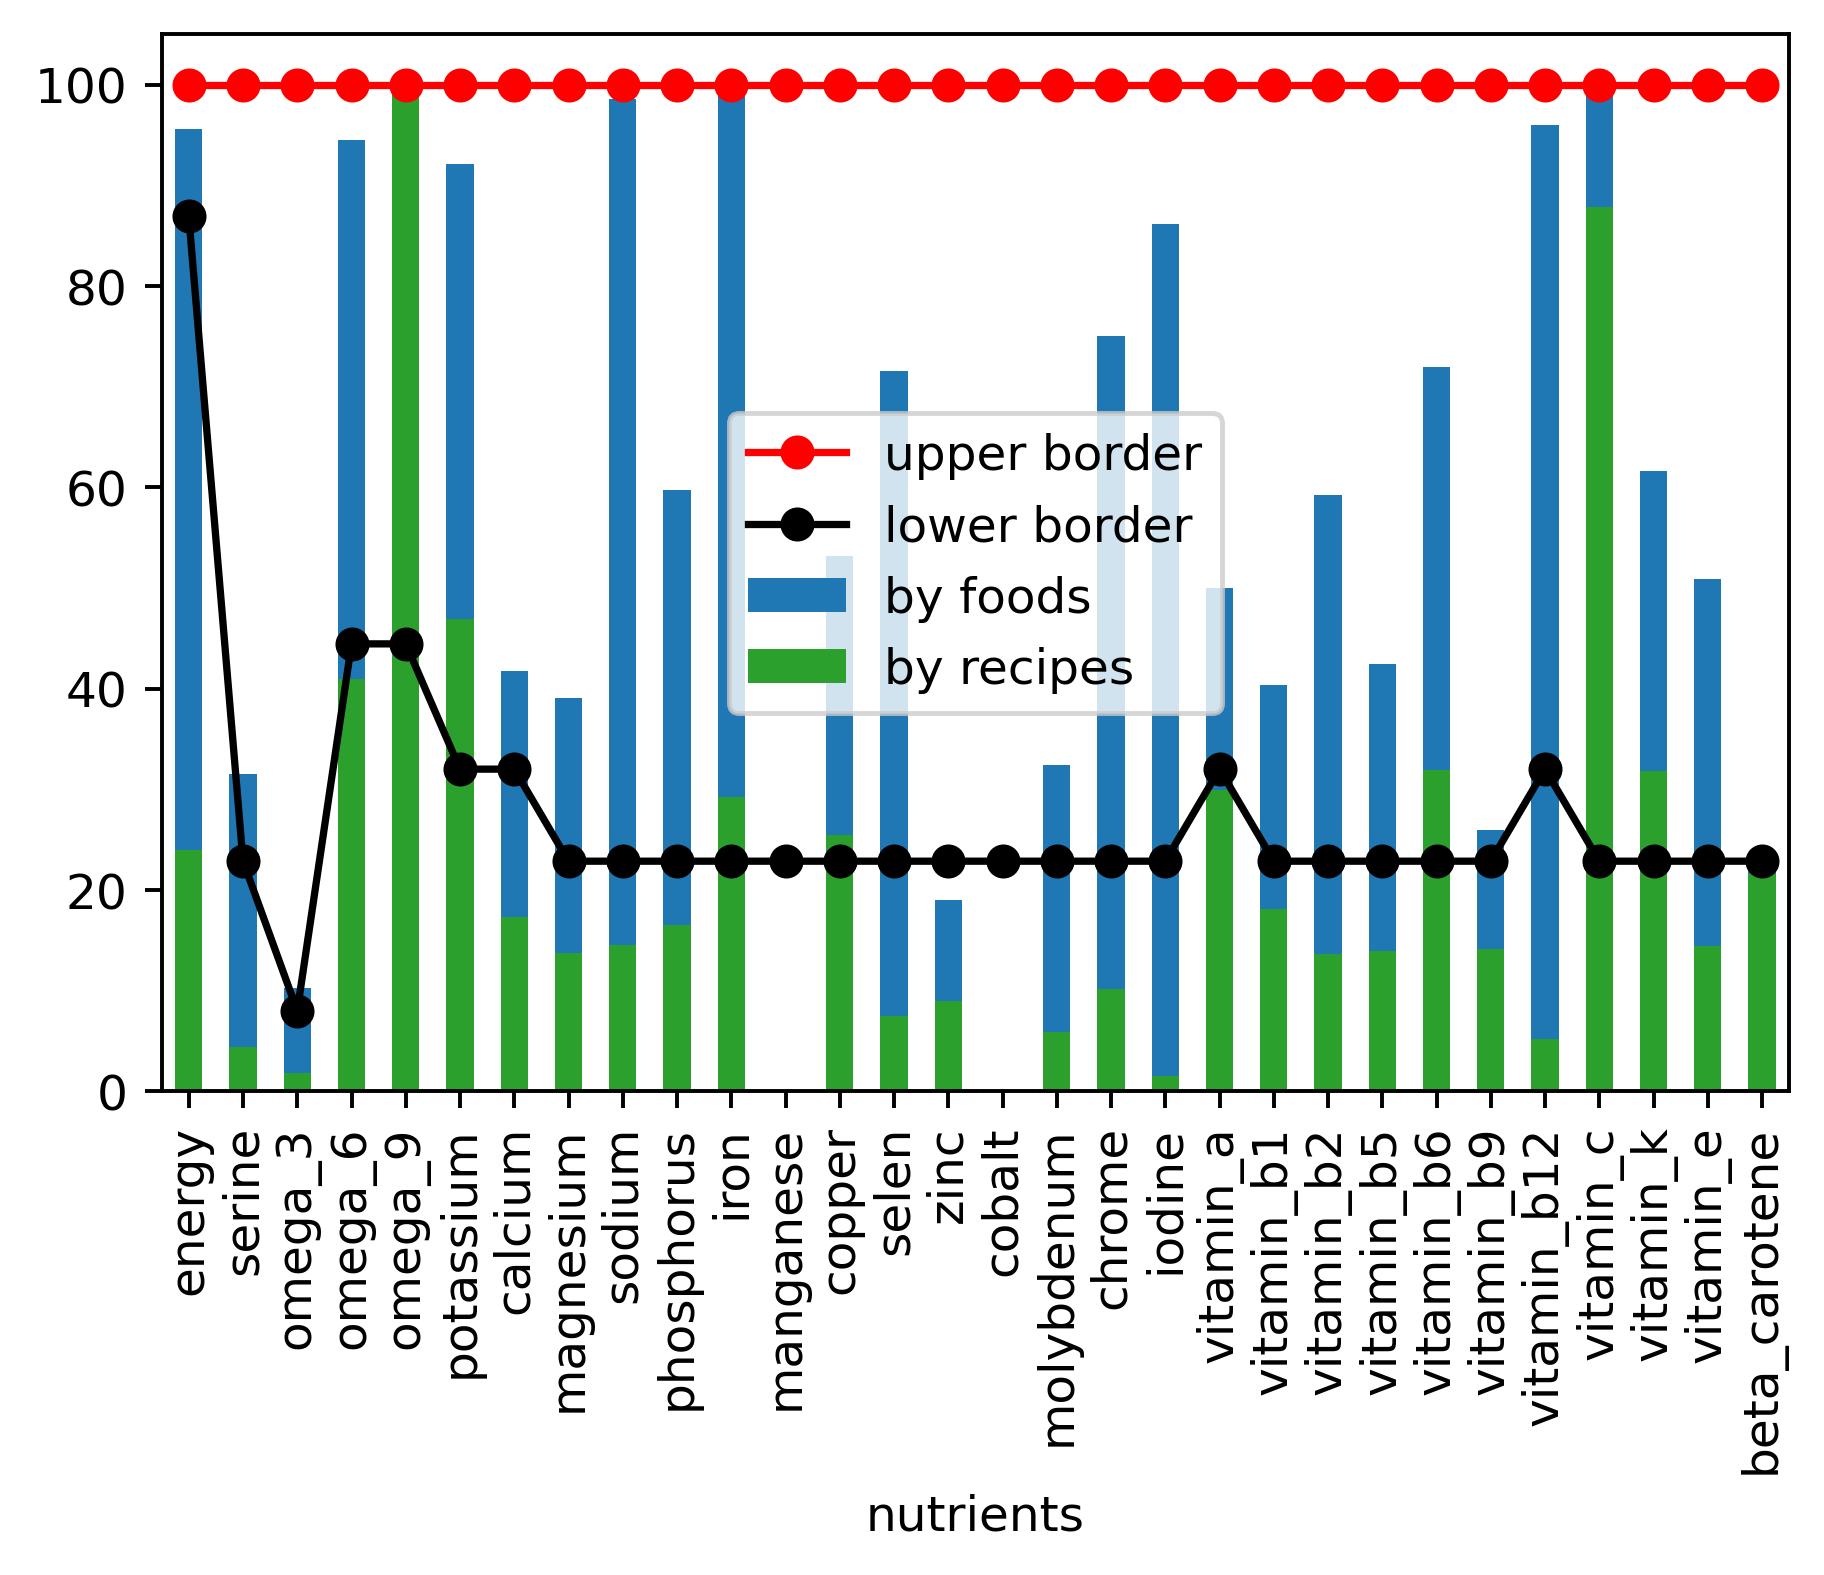 100
80
60
40
20
0
upper border
lower border
by foods
by recipes
energy
serine
omega_3
omega_6
omega_9
potassium
calcium
magnesium
sodium
phosphorus
iron
manganese
copper
selen
zinc
cobalt
molybdenum
chrome
iodine
vitamin_a
vitamin_b1
vitamin_b2
vitamin_b5
vitamin_b6
vitamin_b9
vitamin_b12
vitamin_c
vitamin_k
vitamin_e
beta_carotene
nutrients